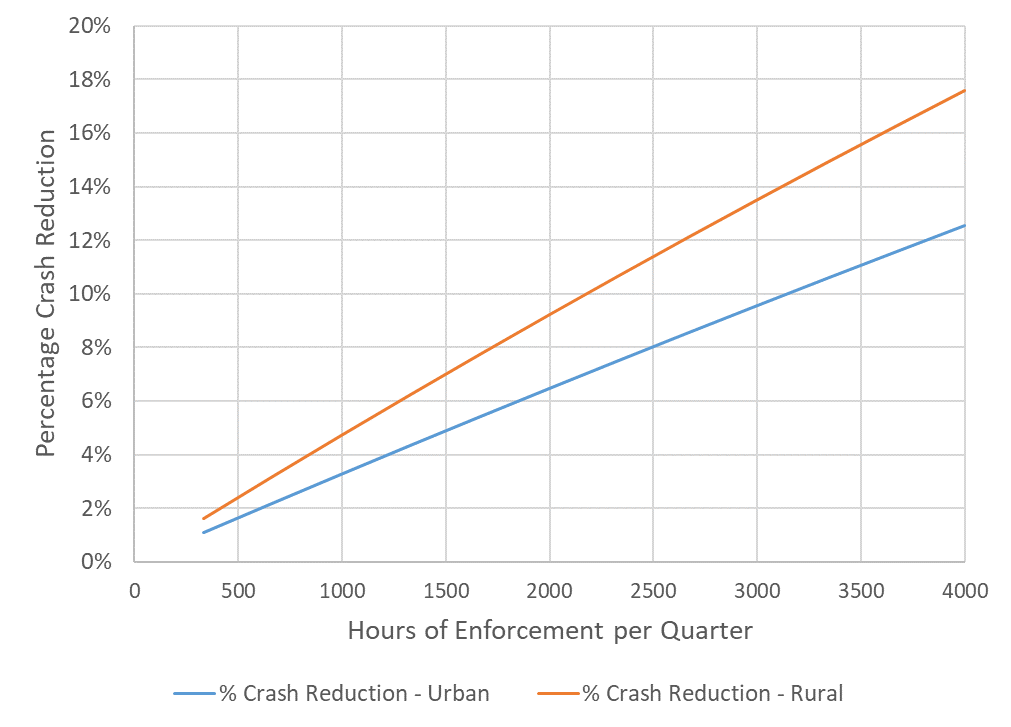 20%
18%
16%
14%
12%
10%
8%
6%
4%
2%
0%
Percentage Crash Reduction
0 500 1000 1500 2000 2500 3000 3500 4000
Hours of Enforcement per Quarter
% Crash Reduction - Urban % Crash Reduction - Rural